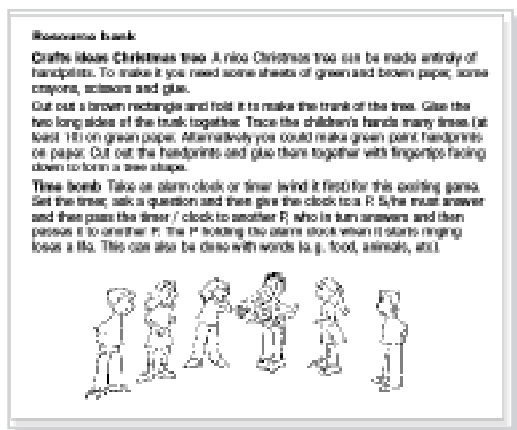 Resource bank
Crafts ideas Christmas tree A nice Christmas tree can be made entirely of
handprints. To make it you need some sheets of green and brown paper, some
crayons, scissors and glue.
Cut out a brown rectangle and fold it to make the trunk of the tree. Glue the
two long sides of the trunk together. Trace the children's hands many times (at
least 10) on green paper. Alternatively you could make green paint handprints
on paper. Cut out the handprints and glue them together with fingertips facing
down to form a tree shape.
Time bomb Take an alarm clock or timer (wind it first) for this exciting game.
Set the timer, ask a question and then give the clock to a P. S/he must answer
and then pass the timer / clock to another P, who in turn answers and then
passes it to another P. The P holding the alarm clock when it starts ringing
loses a life. This can also be done with words (e.g. food, animals, etc).